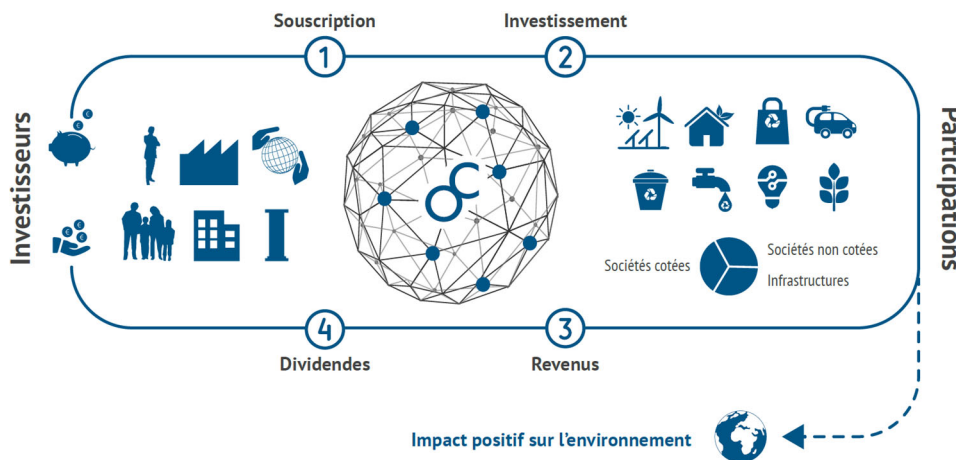 Souscription
Investissement
1
2
Investisseurs
Participations
OC
Sociétés cotées
Sociétés non cotées
Infrastructures
4
3
Dividendes
Revenus
Impact positif sur l'environnement